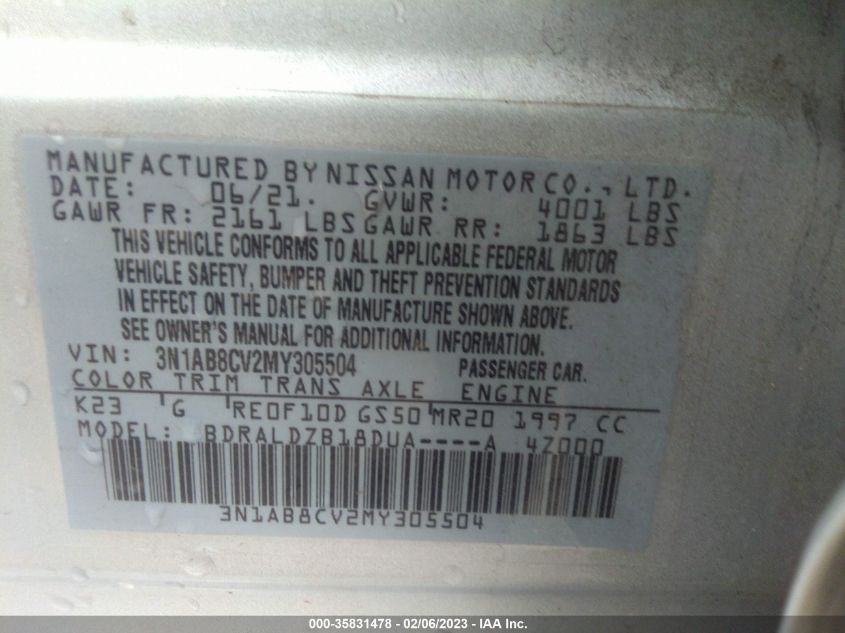 MANUFACTURED BY NISSAN MOTOR CO., LTD.
DATE: 06/21. GVWR: 4001 LBS
GAWR FR: 2161 LBS GAWR RR: 1863 LBS
THIS VEHICLE CONFORMS TO ALL APPLICABLE FEDERAL MOTOR
VEHICLE SAFETY, BUMPER AND THEFT PREVENTION STANDARDS
IN EFFECT ON THE DATE OF MANUFACTURE SHOWN ABOVE.
SEE OWNER'S MANUAL FOR ADDITIONAL INFORMATION.
VIN: 3N1AB8CV2MY305504 PASSENGER CAR.
COLOR TRIM TRANS AXLE ENGINE
K23 G RE0F10D GS50 MR20 1997 CC
MODEL: BDRALDZB18DUA----A 4Z000
3N1AB8CV2MY305504
000-35831478 - 02/06/2023 - IAA Inc.